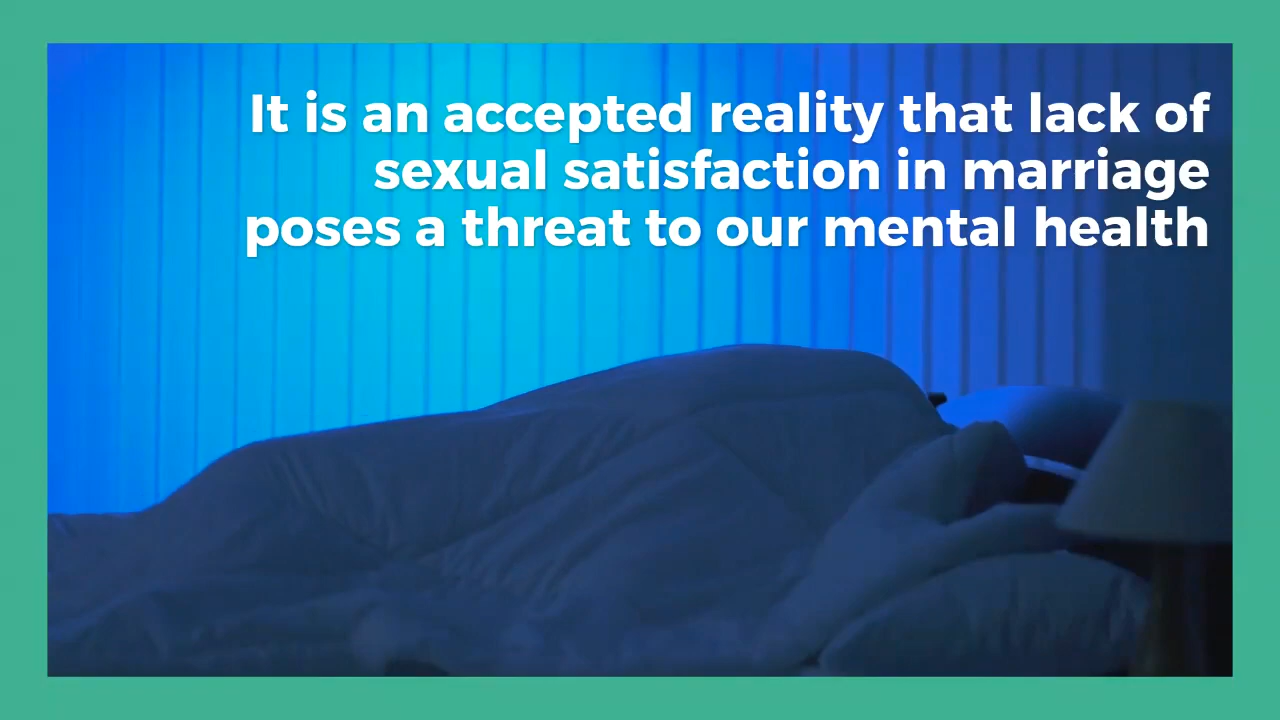 It is an accepted reality that lack of
sexual satisfaction in marriage
poses a threat to our mental health